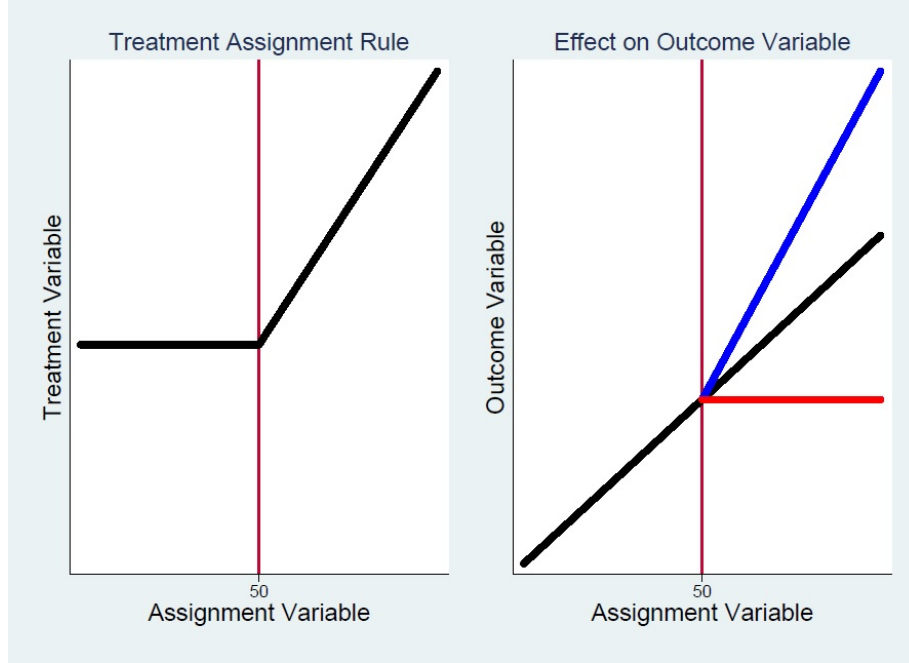 Treatment Assignment Rule
Treatment Variable
50
Assignment Variable
Effect on Outcome Variable
Outcome Variable
50
Assignment Variable